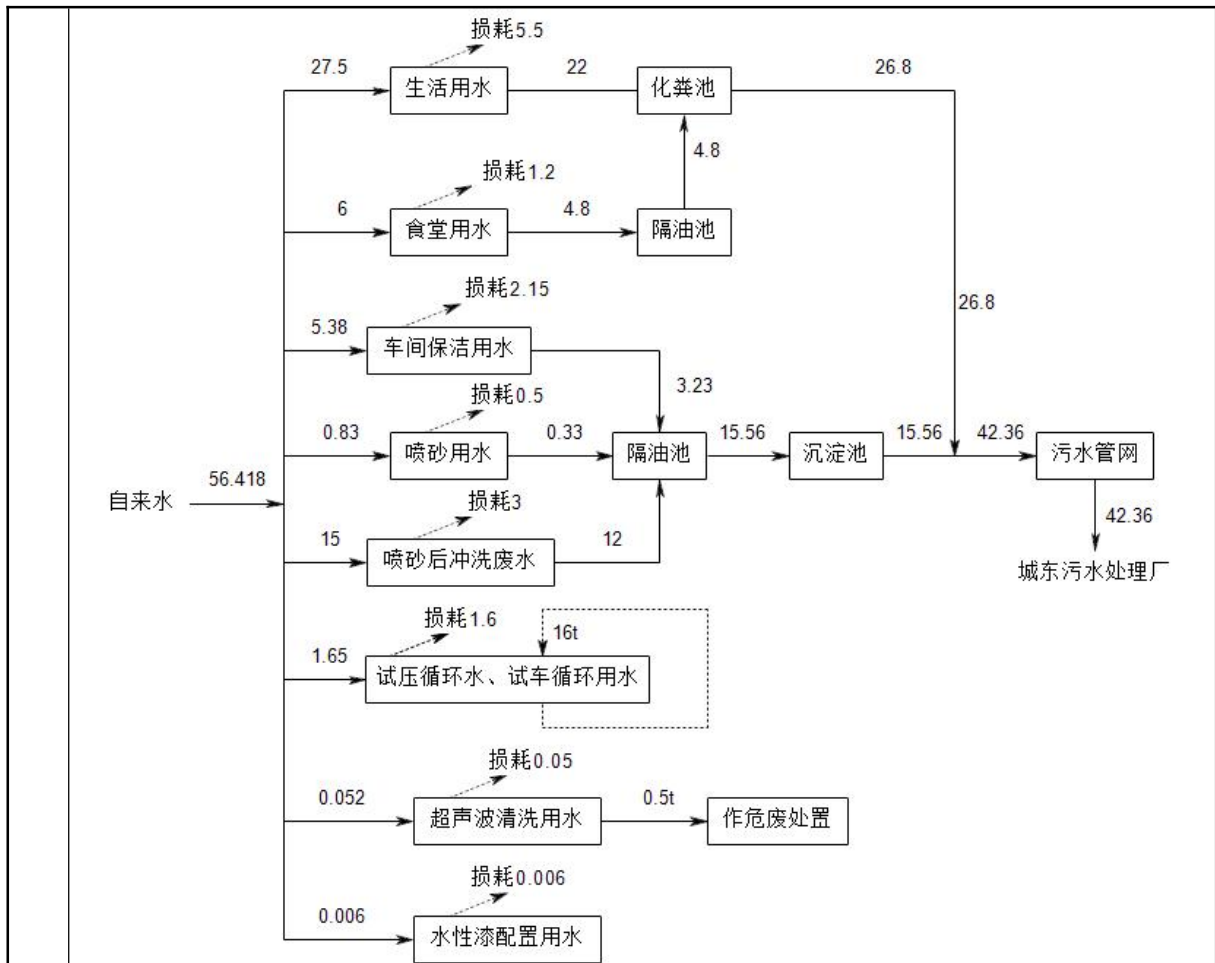 损耗5.5
27.5
生活用水
22
化粪池
26.8
4.8
损耗1.2
6
食堂用水
4.8
隔油池
26.8
损耗2.15
5.38
车间保洁用水
3.23
损耗0.5
0.83
喷砂用水
0.33
隔油池
15.56
沉淀池
15.56
42.36
污水管网
自来水
56.418
42.36
城东污水处理厂
损耗3
15
喷砂后冲洗废水
12
损耗1.6
16t
1.65
试压循环水、试车循环用水
损耗0.05
0.052
超声波清洗用水
0.5t
作危废处置
损耗0.006
0.006
水性漆配置用水